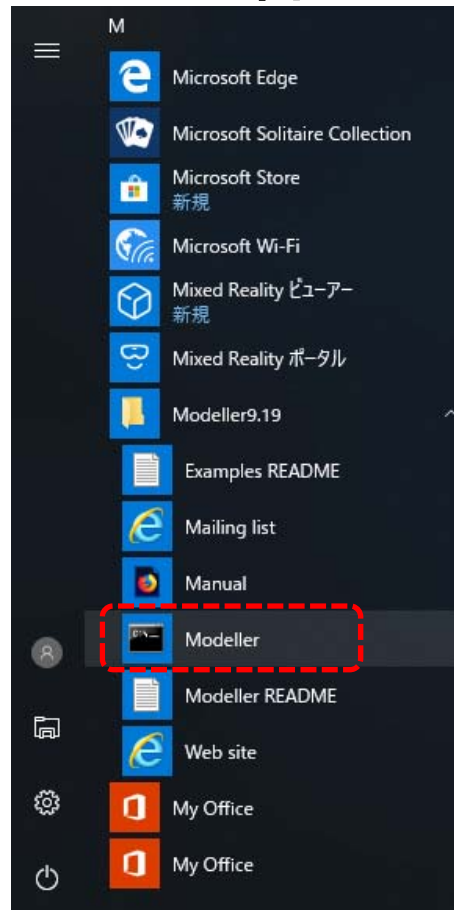 M
Microsoft Edge
Microsoft Solitaire Collection
Microsoft Store
新規
Microsoft Wi-Fi
Mixed Reality ビューアー
新規
Mixed Reality ポータル
Modeller9.19
Examples README
Mailing list
Manual
Modeller
Modeller README
Web site
My Office
My Office